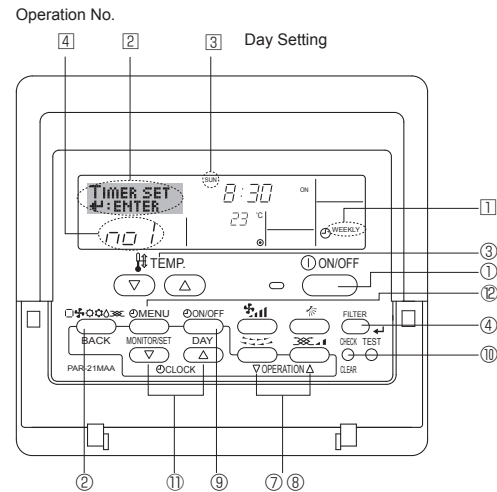 Operation No.
4 2 3 Day Setting
SUN
TIMER SET
↵:ENTER
8:30 ON
23 °C
no 1
WEEKLY
1
TEMP. ON/OFF
③
①
⑫
MENU ON/OFF FILTER
④
BACK MONITOR/SET DAY CHECK TEST
⑩
PAR-21MAA CLOCK ▽OPERATION△ CLEAR
② ⑪ ⑨ ⑦ ⑧